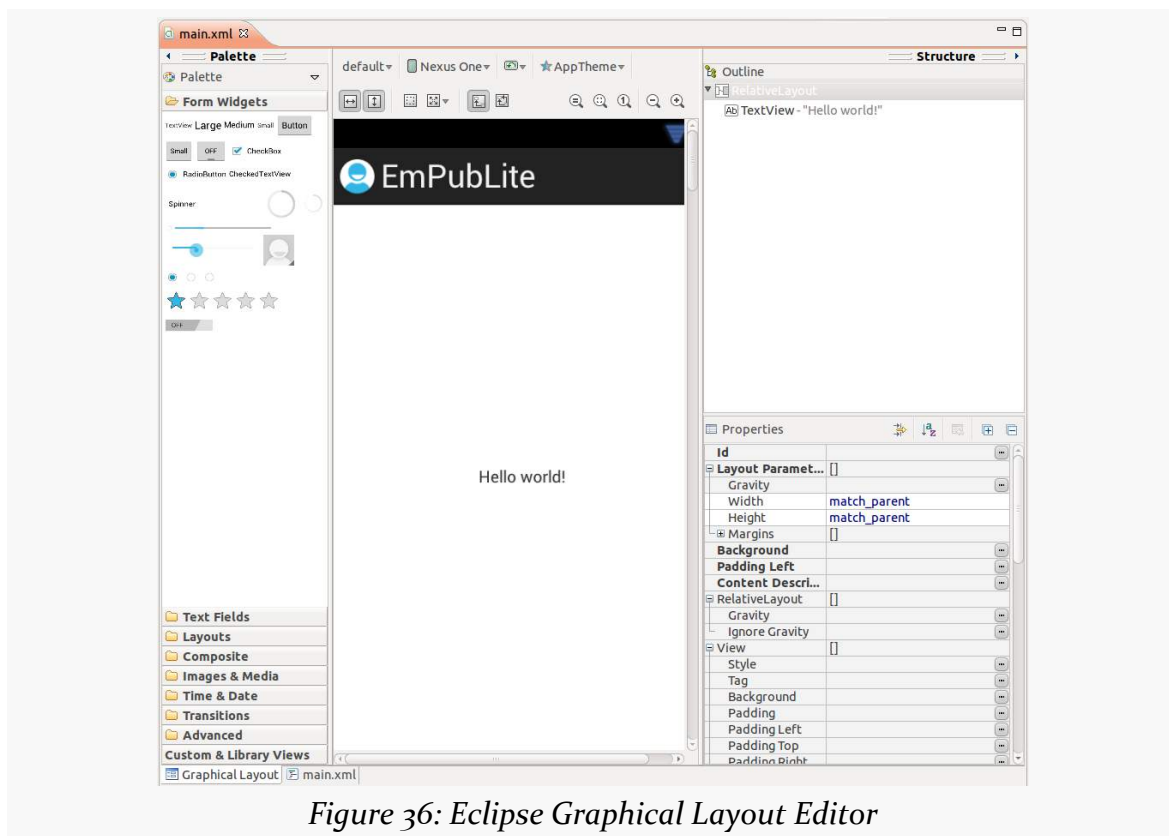 main.xml
Palette
Palette
Form Widgets
TextView Large Medium Small Button
Small OFF CheckBox
RadioButton CheckedTextView
Spinner
OFF
Text Fields
Layouts
Composite
Images & Media
Time & Date
Transitions
Advanced
Custom & Library Views
Graphical Layout main.xml
default Nexus One AppTheme
EmPubLite
Hello world!
Structure
Outline
RelativeLayout
Ab TextView - "Hello world!"
Properties
Id
Layout Paramet... []
Gravity
Width match_parent
Height match_parent
Margins []
Background
Padding Left
Content Descri...
RelativeLayout []
Gravity
Ignore Gravity
View []
Style
Tag
Background
Padding
Padding Left
Padding Top
Padding Right
Figure 36: Eclipse Graphical Layout Editor